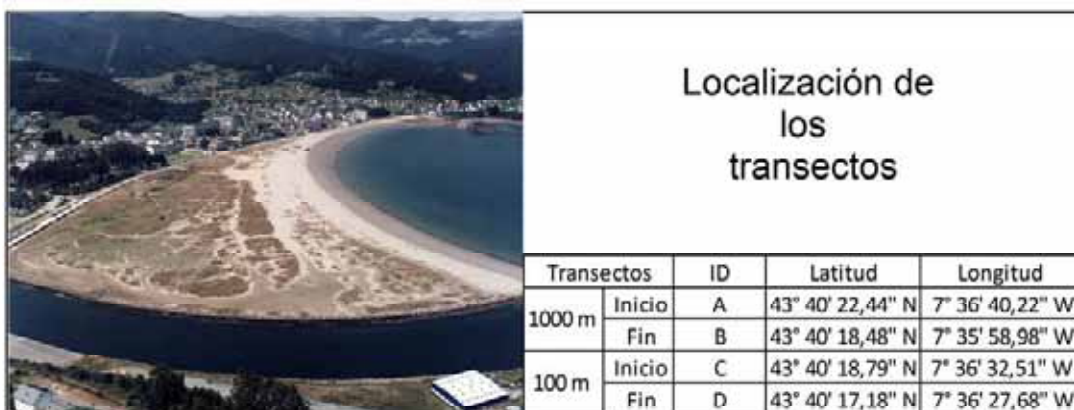 Localización de
los
transectos
Transectos ID Latitud Longitud
1000 m Inicio A 43° 40' 22,44" N 7° 36' 40,22" W
Fin B 43° 40' 18,48" N 7° 35' 58,98" W
100 m Inicio C 43° 40' 18,79" N 7° 36' 32,51" W
Fin D 43° 40' 17,18" N 7° 36' 27,68" W